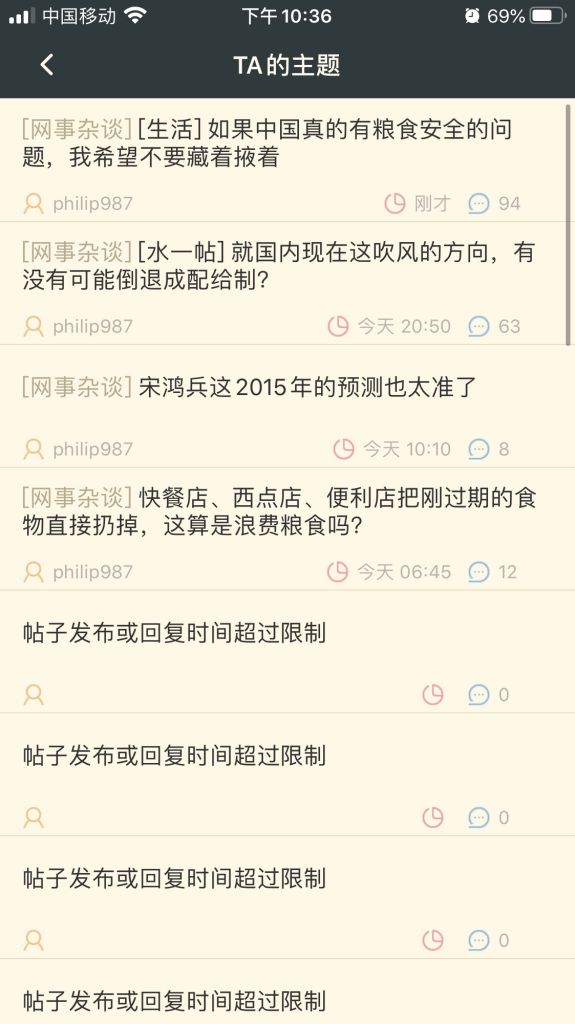 中国移动 下午10:36 69%
TA的主题
[网事杂谈] [生活] 如果中国真的有粮食安全的问
题，我希望不要藏着掖着
philip987 刚才 94
[网事杂谈] [水一帖] 就国内现在这吹风的方向，有
没有可能倒退成配给制？
philip987 今天 20:50 63
[网事杂谈] 宋鸿兵这2015年的预测也太准了
philip987 今天 10:10 8
[网事杂谈] 快餐店、西点店、便利店把刚过期的食
物直接扔掉，这算是浪费粮食吗？
philip987 今天 06:45 12
帖子发布或回复时间超过限制
0
帖子发布或回复时间超过限制
0
帖子发布或回复时间超过限制
0
帖子发布或回复时间超过限制